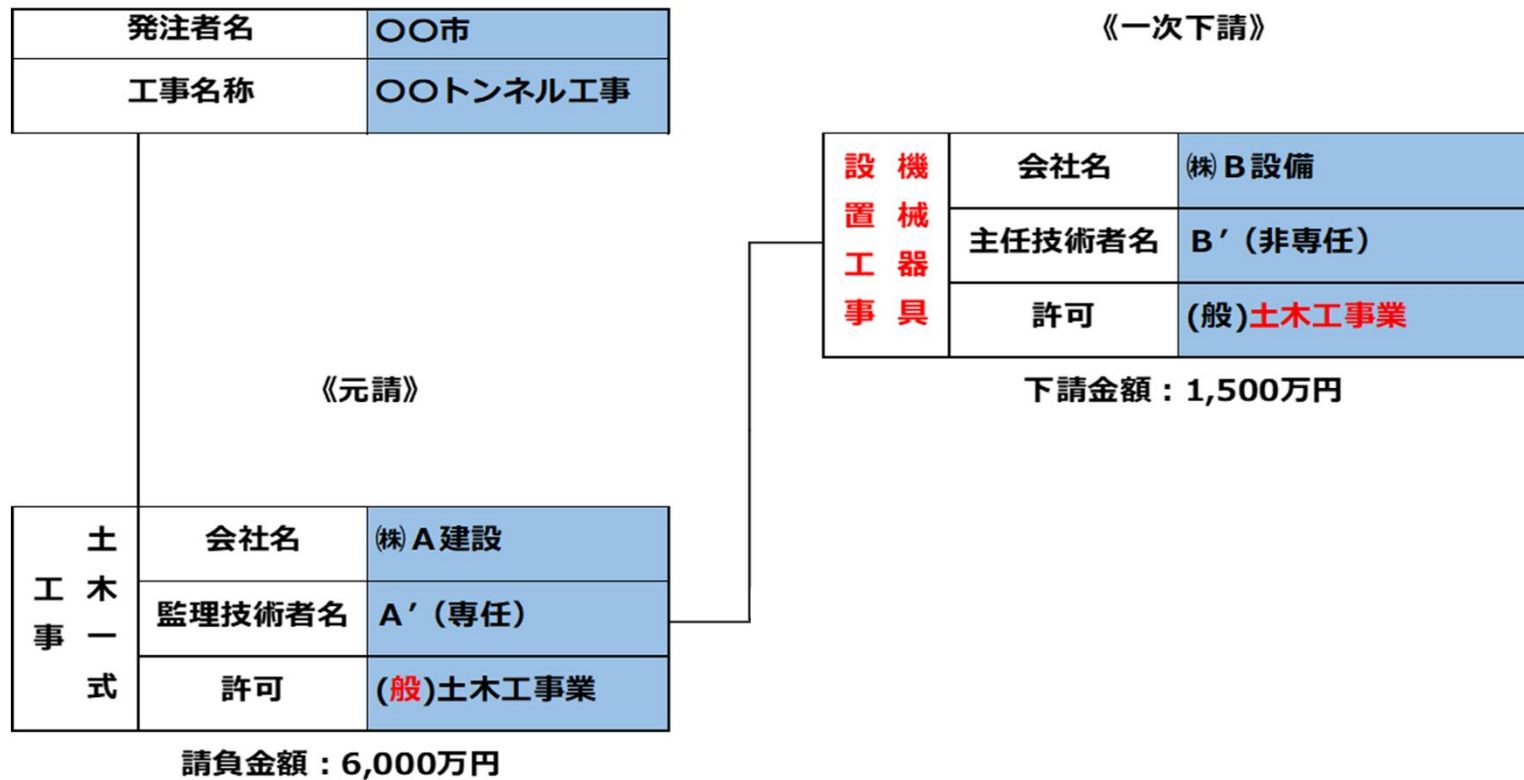 発注者名 〇〇市
工事名称 〇〇トンネル工事
《一次下請》
機械器具設置工事
会社名 ㈱B設備
主任技術者名 B′(非専任)
許可 (般)土木工事業
下請金額:1,500万円
《元請》
土木一式工事
会社名 ㈱A建設
監理技術者名 A′(専任)
許可 (般)土木工事業
請負金額:6,000万円